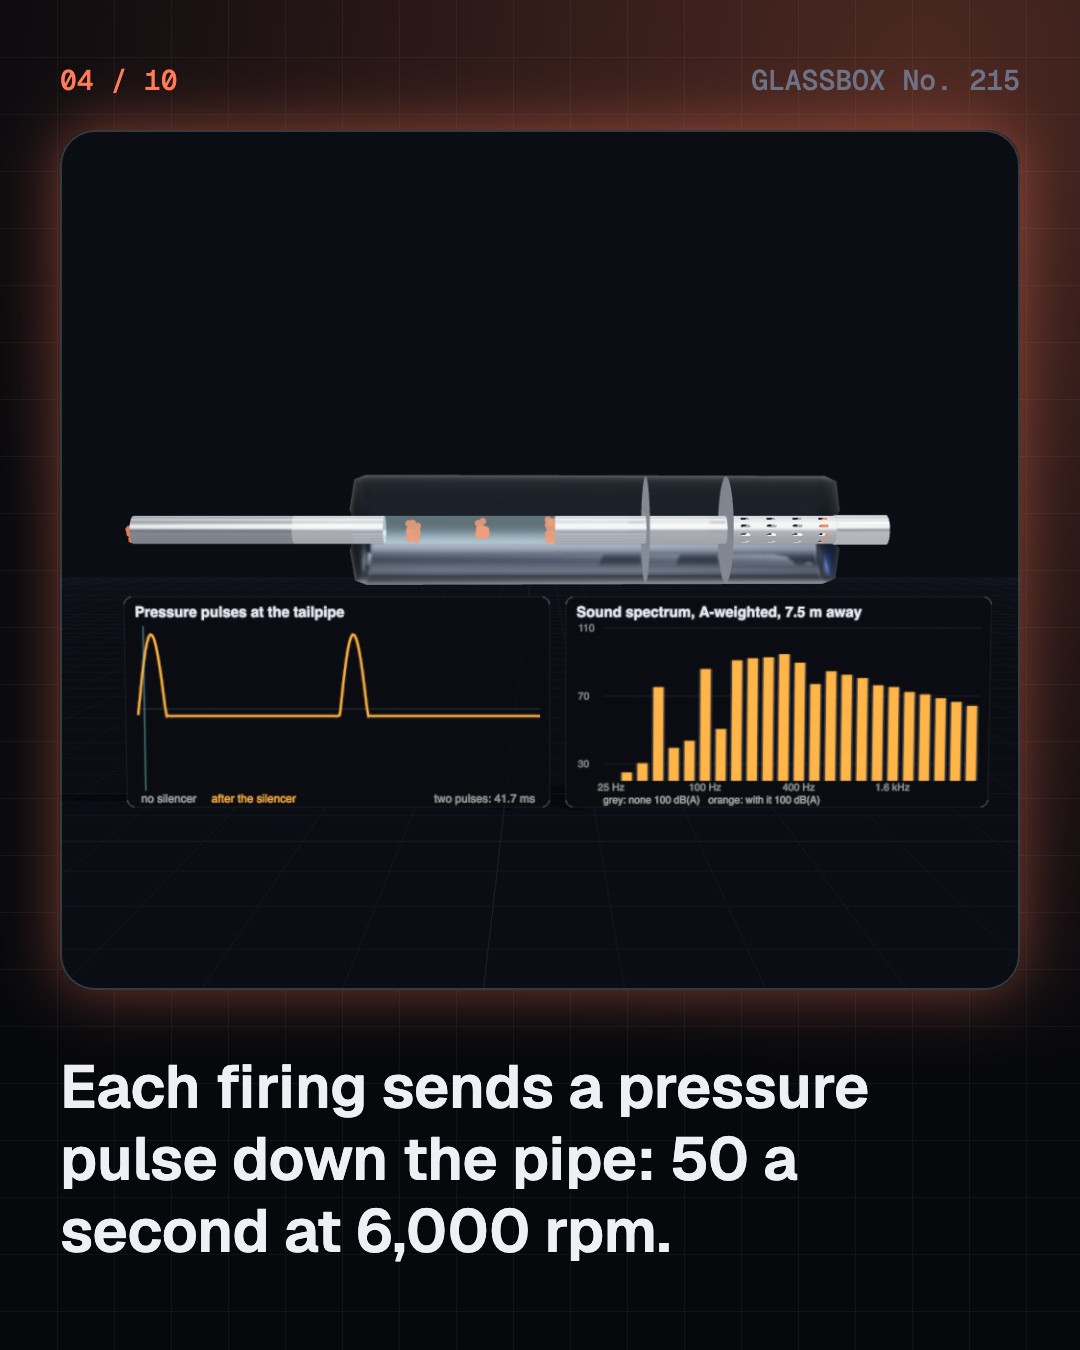 04 / 10
GLASSBOX No. 215
Pressure pulses at the tailpipe
no silencer after the silencer two pulses: 41.7 ms
Sound spectrum, A-weighted, 7.5 m away
110
70
30
25 Hz 100 Hz 400 Hz 1.6 kHz
grey: none 100 dB(A) orange: with it 100 dB(A)
Each firing sends a pressure
pulse down the pipe: 50 a
second at 6,000 rpm.